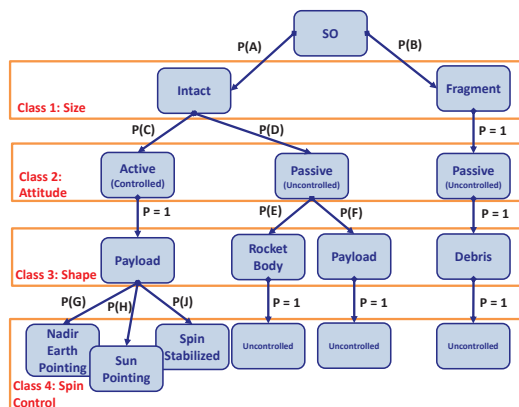 SO
P(A)
P(B)
Intact
Fragment
Class 1: Size
P(C)
P(D)
P = 1
Active
(Controlled)
Passive
(Uncontrolled)
Passive
(Uncontrolled)
Class 2:
Attitude
P = 1
P(E)
P(F)
P = 1
Payload
Rocket
Body
Payload
Debris
Class 3: Shape
P(G)
P(H)
P(J)
P = 1
P = 1
P = 1
Nadir
Earth
Pointing
Sun
Pointing
Spin
Stabilized
Uncontrolled
Uncontrolled
Uncontrolled
Class 4: Spin
Control